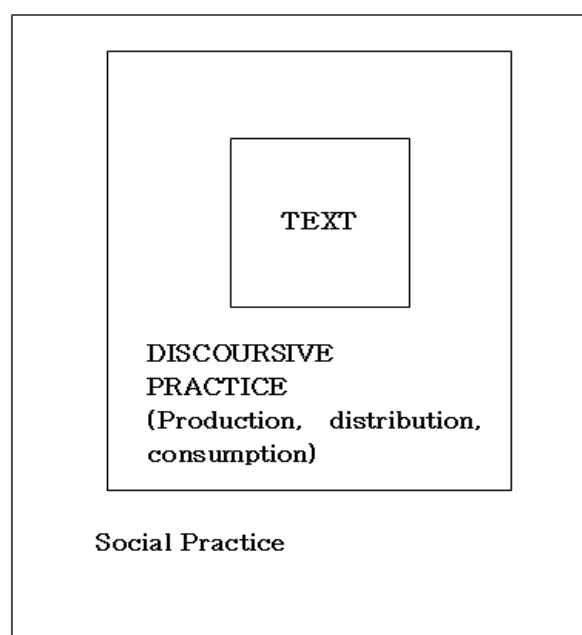 TEXT
DISCOURSIVE
PRACTICE
(Production, distribution,
consumption)
Social Practice